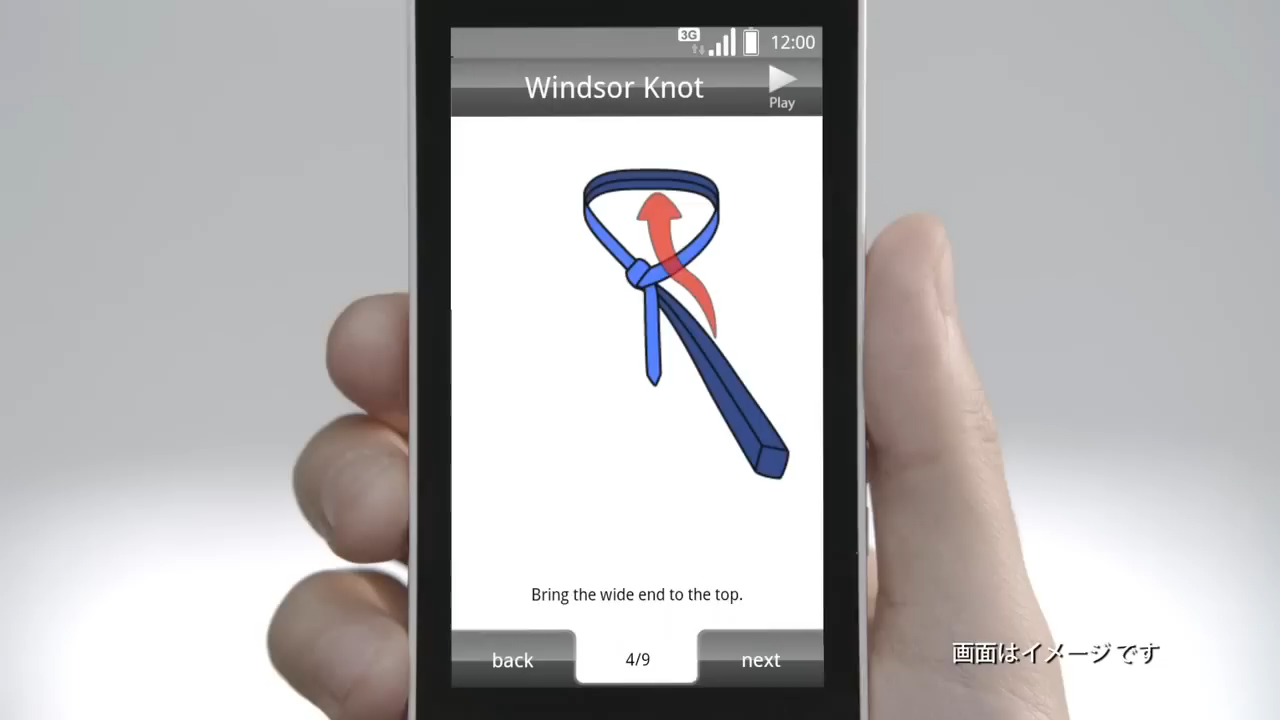 3G
12:00
Windsor Knot
Play
Bring the wide end to the top.
back
4/9
next
画面はイメージです